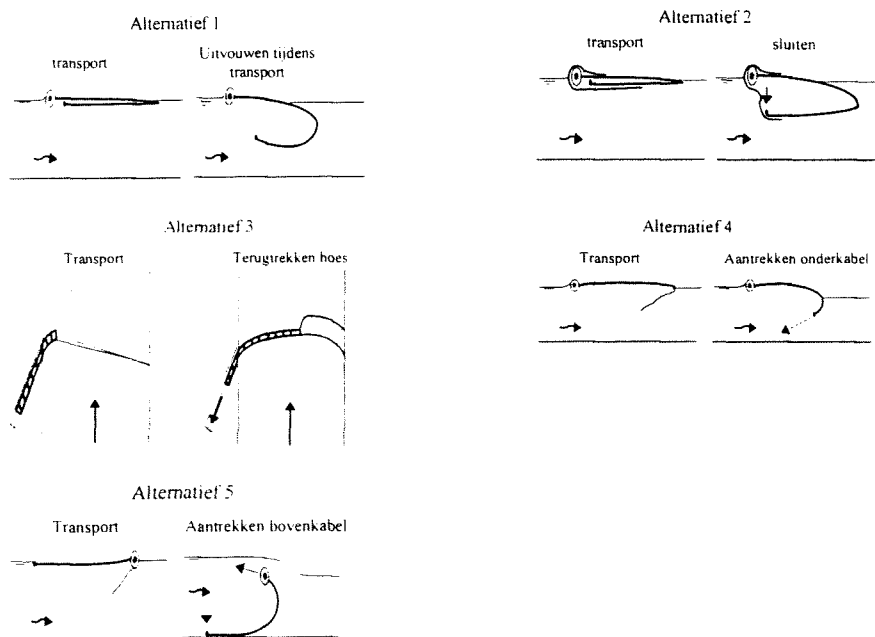 Alternatief 1
transport
Uitvouwen tijdens
transport
Alternatief 2
transport
sluiten
Alternatief 3
Transport
Terugtrekken hoes
Alternatief 4
Transport
Aantrekken onderkabel
Alternatief 5
Transport
Aantrekken bovenkabel